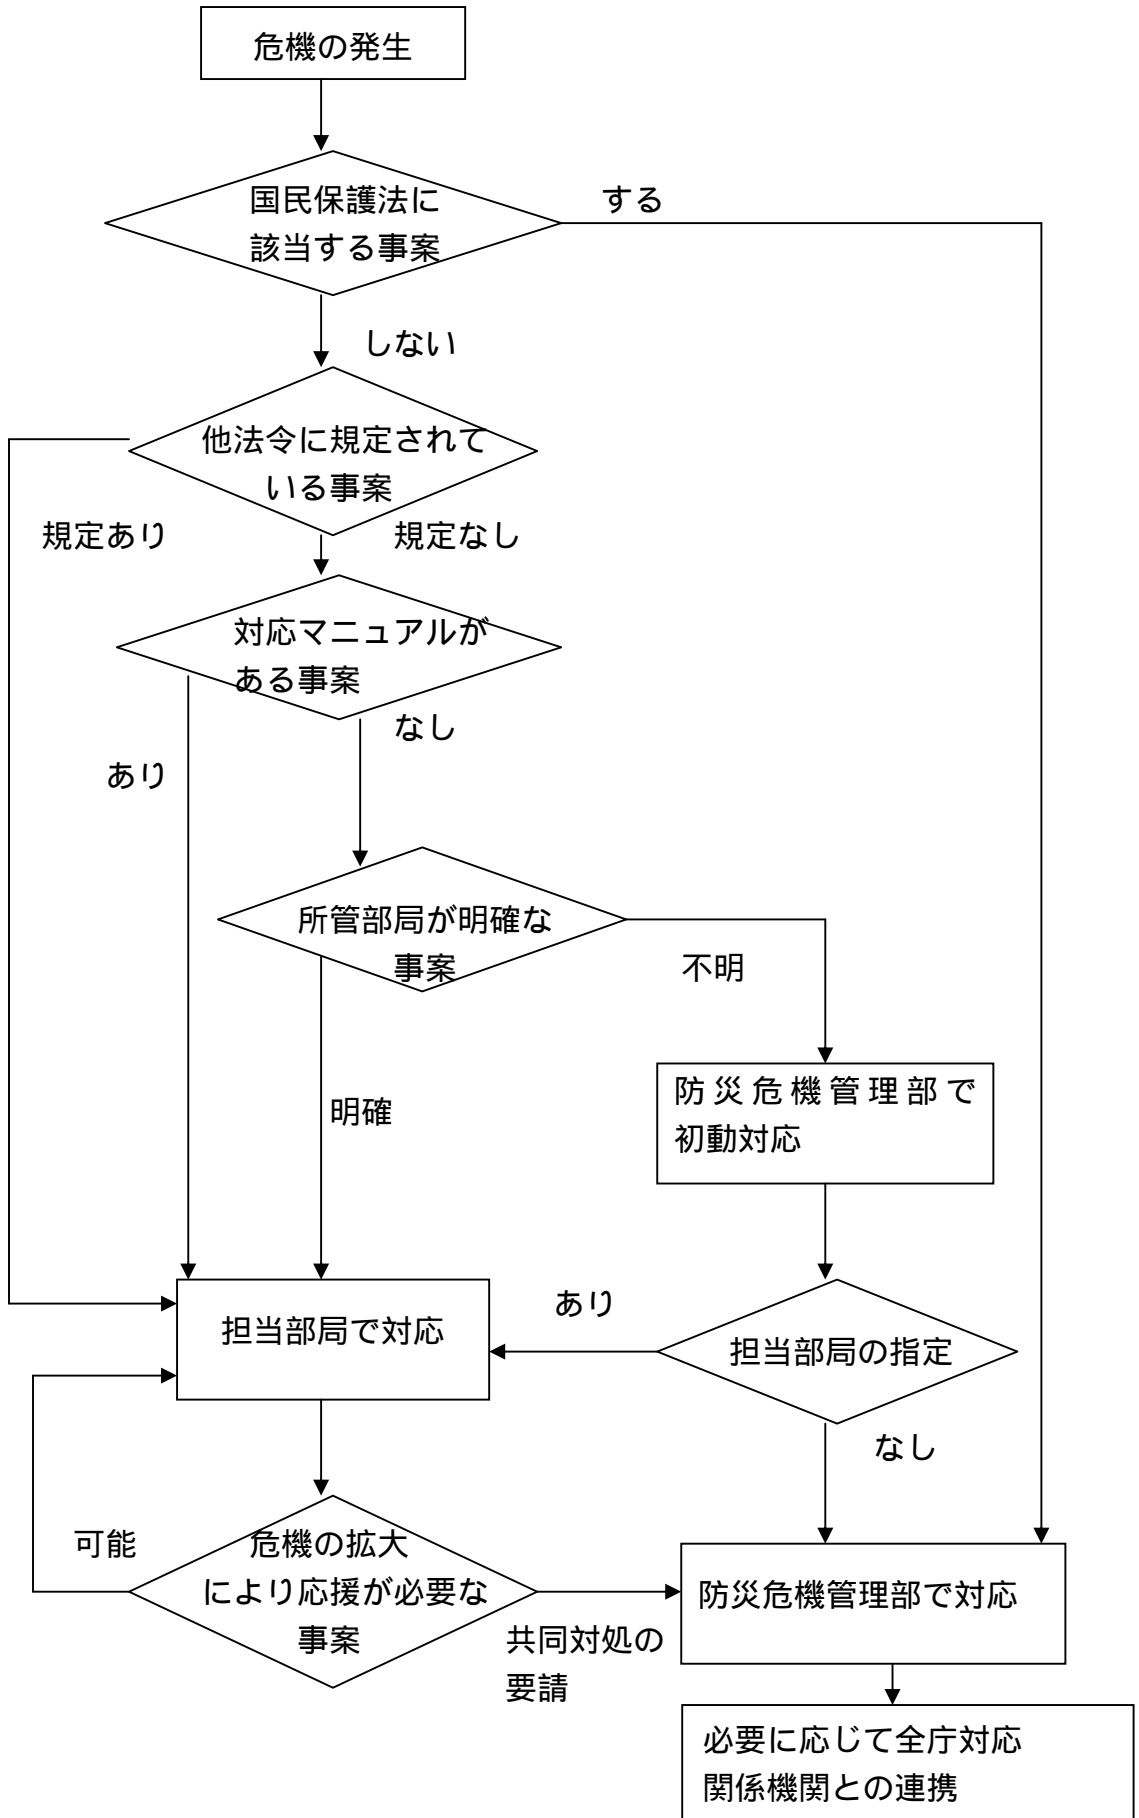 危機の発生
国民保護法に
該当する事案
する
しない
他法令に規定されて
いる事案
規定あり
規定なし
対応マニュアルが
ある事案
なし
あり
所管部局が明確な
事案
不明
明確
防災危機管理部で
初動対応
担当部局で対応
あり
担当部局の指定
なし
可能
危機の拡大
により応援が必要な
事案
共同対処の
要請
防災危機管理部で対応
必要に応じて全庁対応
関係機関との連携